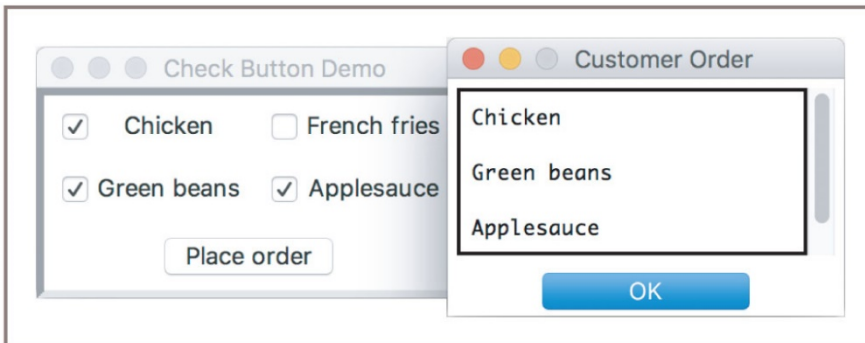 Check Button Demo
Chicken
French fries
Green beans
Applesauce
Place order
Customer Order
Chicken
Green beans
Applesauce
OK